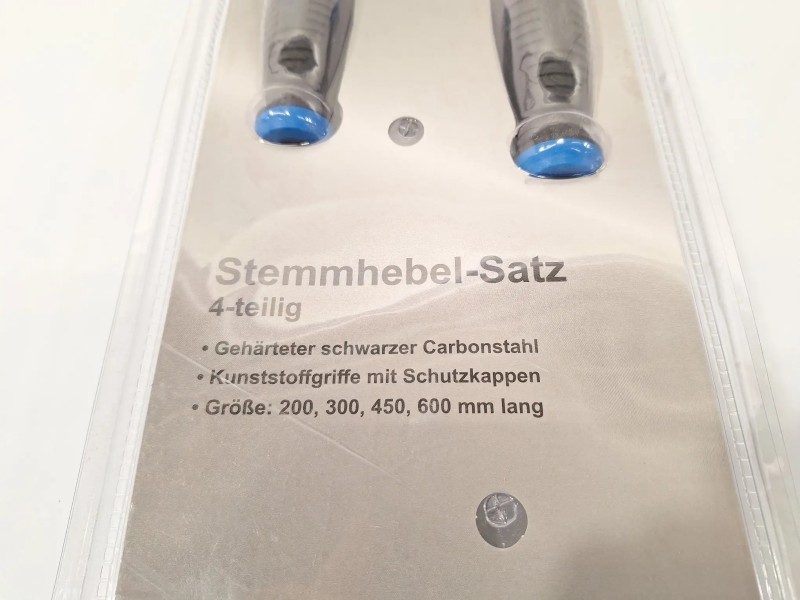 Stemmhebel-Satz
4-teilig
• Gehärteter schwarzer Carbonstahl
• Kunststoffgriffe mit Schutzkappen
• Größe: 200, 300, 450, 600 mm lang